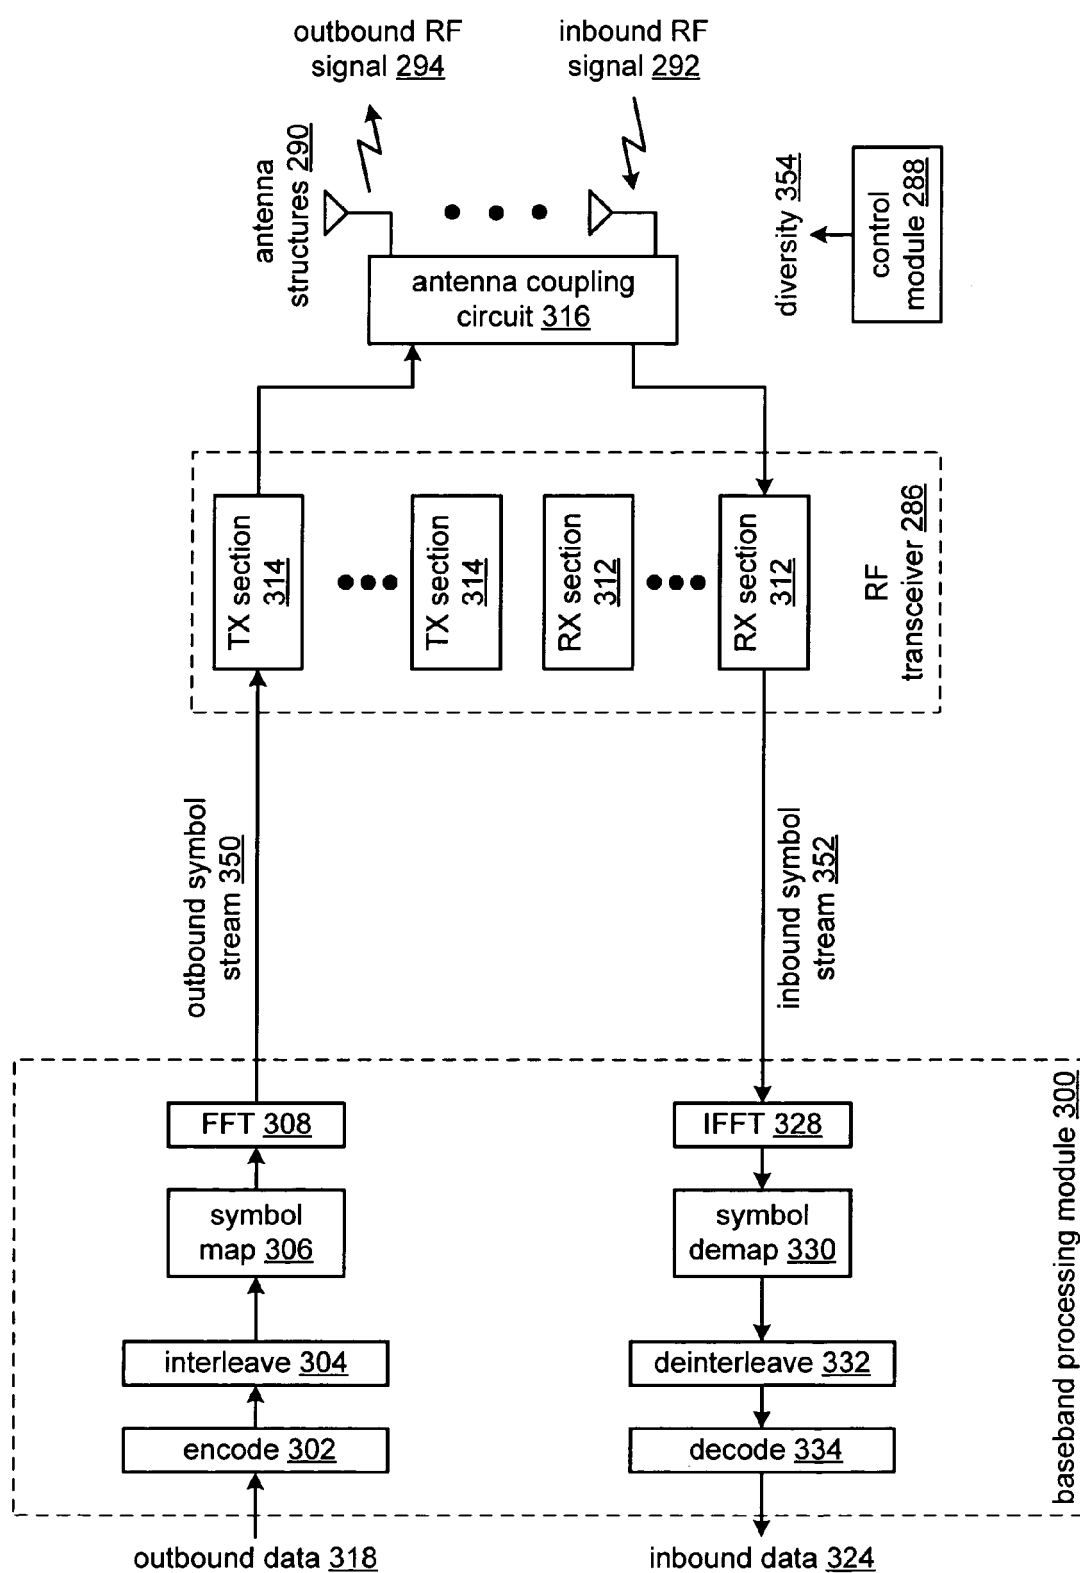 outbound RF
signal 294
inbound RF
signal 292
antenna
structures 290
diversity 354
control
module 288
antenna coupling
circuit 316
TX section
314
TX section
314
RX section
312
RX section
312
RF
transceiver 286
outbound symbol
stream 350
inbound symbol
stream 352
FFT 308
IFFT 328
symbol
map 306
symbol
demap 330
interleave 304
deinterleave 332
encode 302
decode 334
baseband processing module 300
outbound data 318
inbound data 324